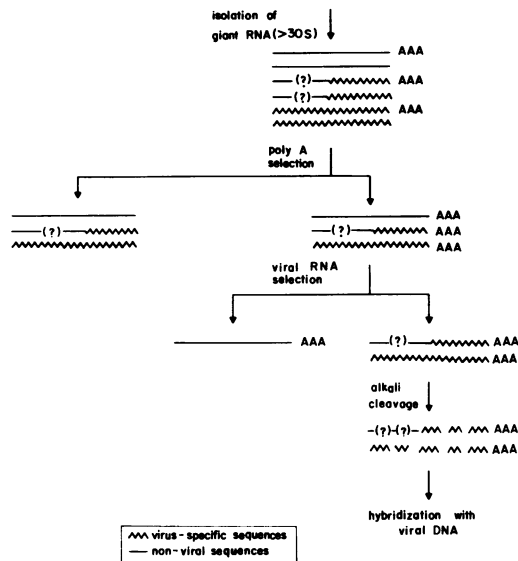 isolation of
giant RNA (>30S)
AAA
-(?)- AAA
-(?)-
AAA
poly A
selection
-(?)-
AAA
-(?)- AAA
AAA
viral RNA
selection
AAA
-(?)- AAA
AAA
alkali
cleavage
-(?)-(?)- AAA
AAA
hybridization with
viral DNA
virus-specific sequences
non-viral sequences